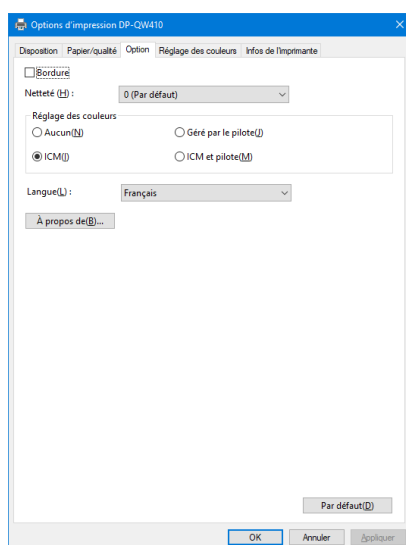 Options d'impression DP-QW410
Disposition Papier/qualité Option Réglage des couleurs Infos de l'imprimante
Bordure
Netteté (H) : 0 (Par défaut)
Réglage des couleurs
Aucun(N) Géré par le pilote(J)
ICM(I) ICM et pilote(M)
Langue(L) : Français
À propos de(B)...
Par défaut(D)
OK Annuler Appliquer